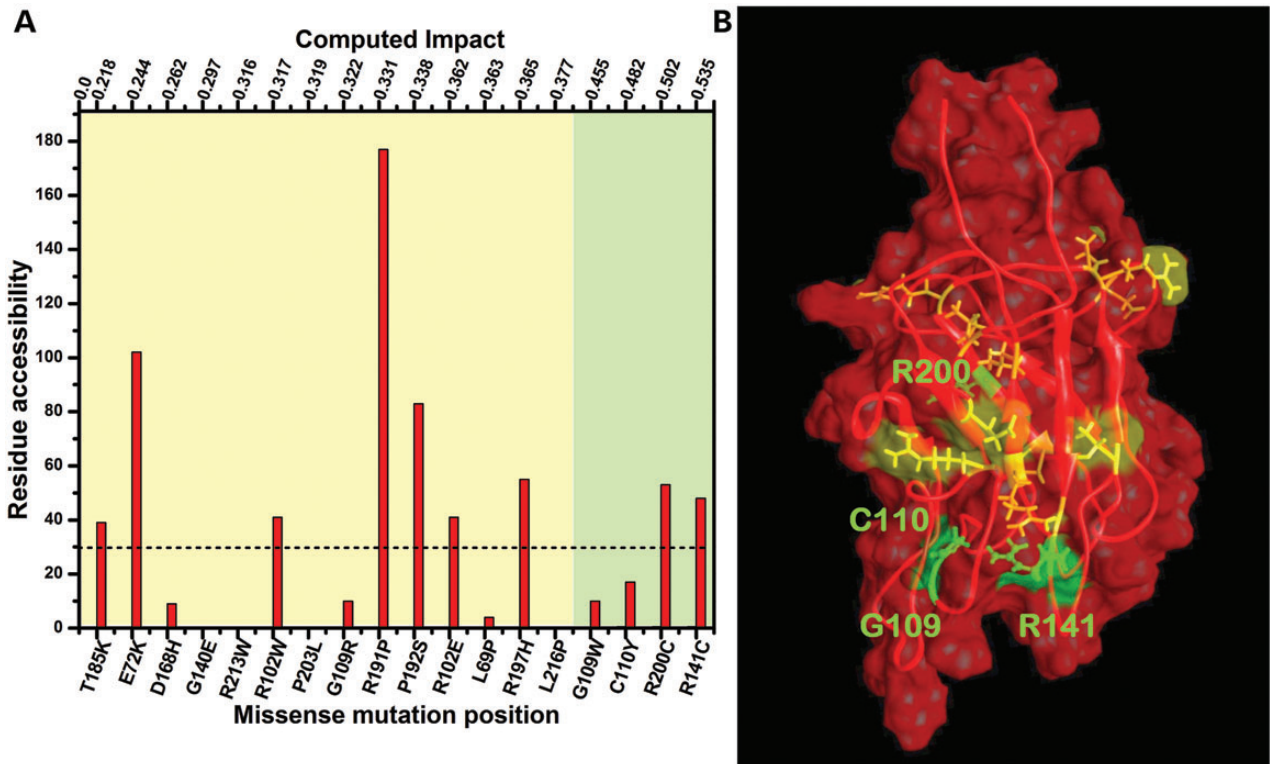 A
Computed Impact
0.0 0.218 0.244 0.262 0.297 0.316 0.317 0.319 0.322 0.331 0.338 0.362 0.363 0.365 0.377 0.455 0.482 0.502 0.535
Residue accessibility
180
160
140
120
100
80
60
40
20
0
T185K E72K D168H G140E R213W R102W P203L G109R R191P P192S R102E L69P R197H L216P G109W C110Y R200C R141C
Missense mutation position
B
R200
C110
G109 R141